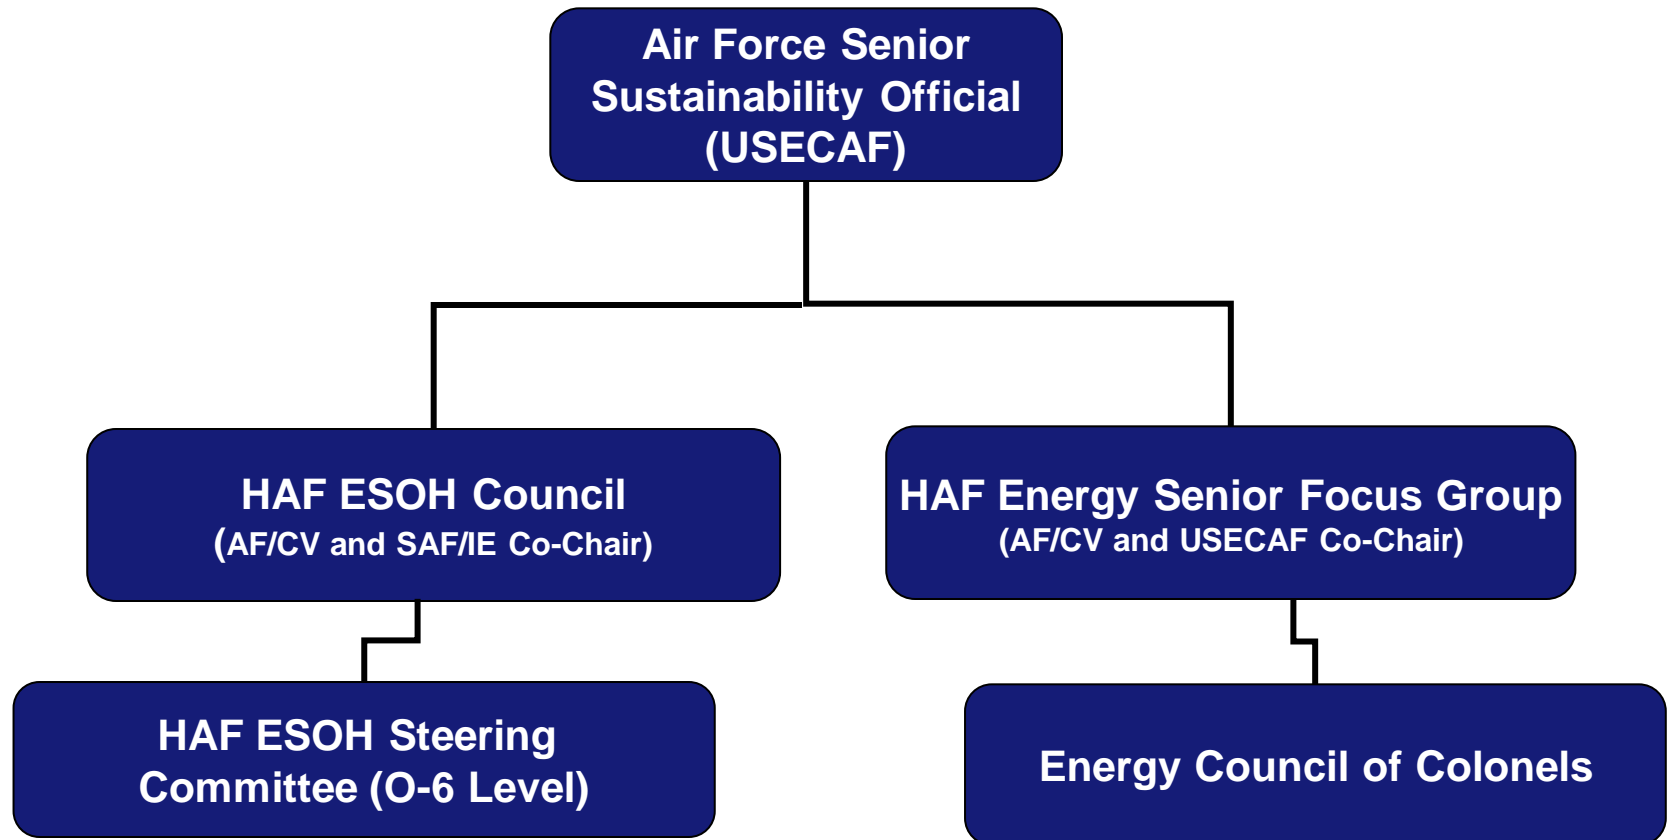 Air Force Senior
Sustainability Official
(USECAF)
HAF ESOH Council
(AF/CV and SAF/IE Co-Chair)
HAF Energy Senior Focus Group
(AF/CV and USECAF Co-Chair)
HAF ESOH Steering
Committee (O-6 Level)
Energy Council of Colonels